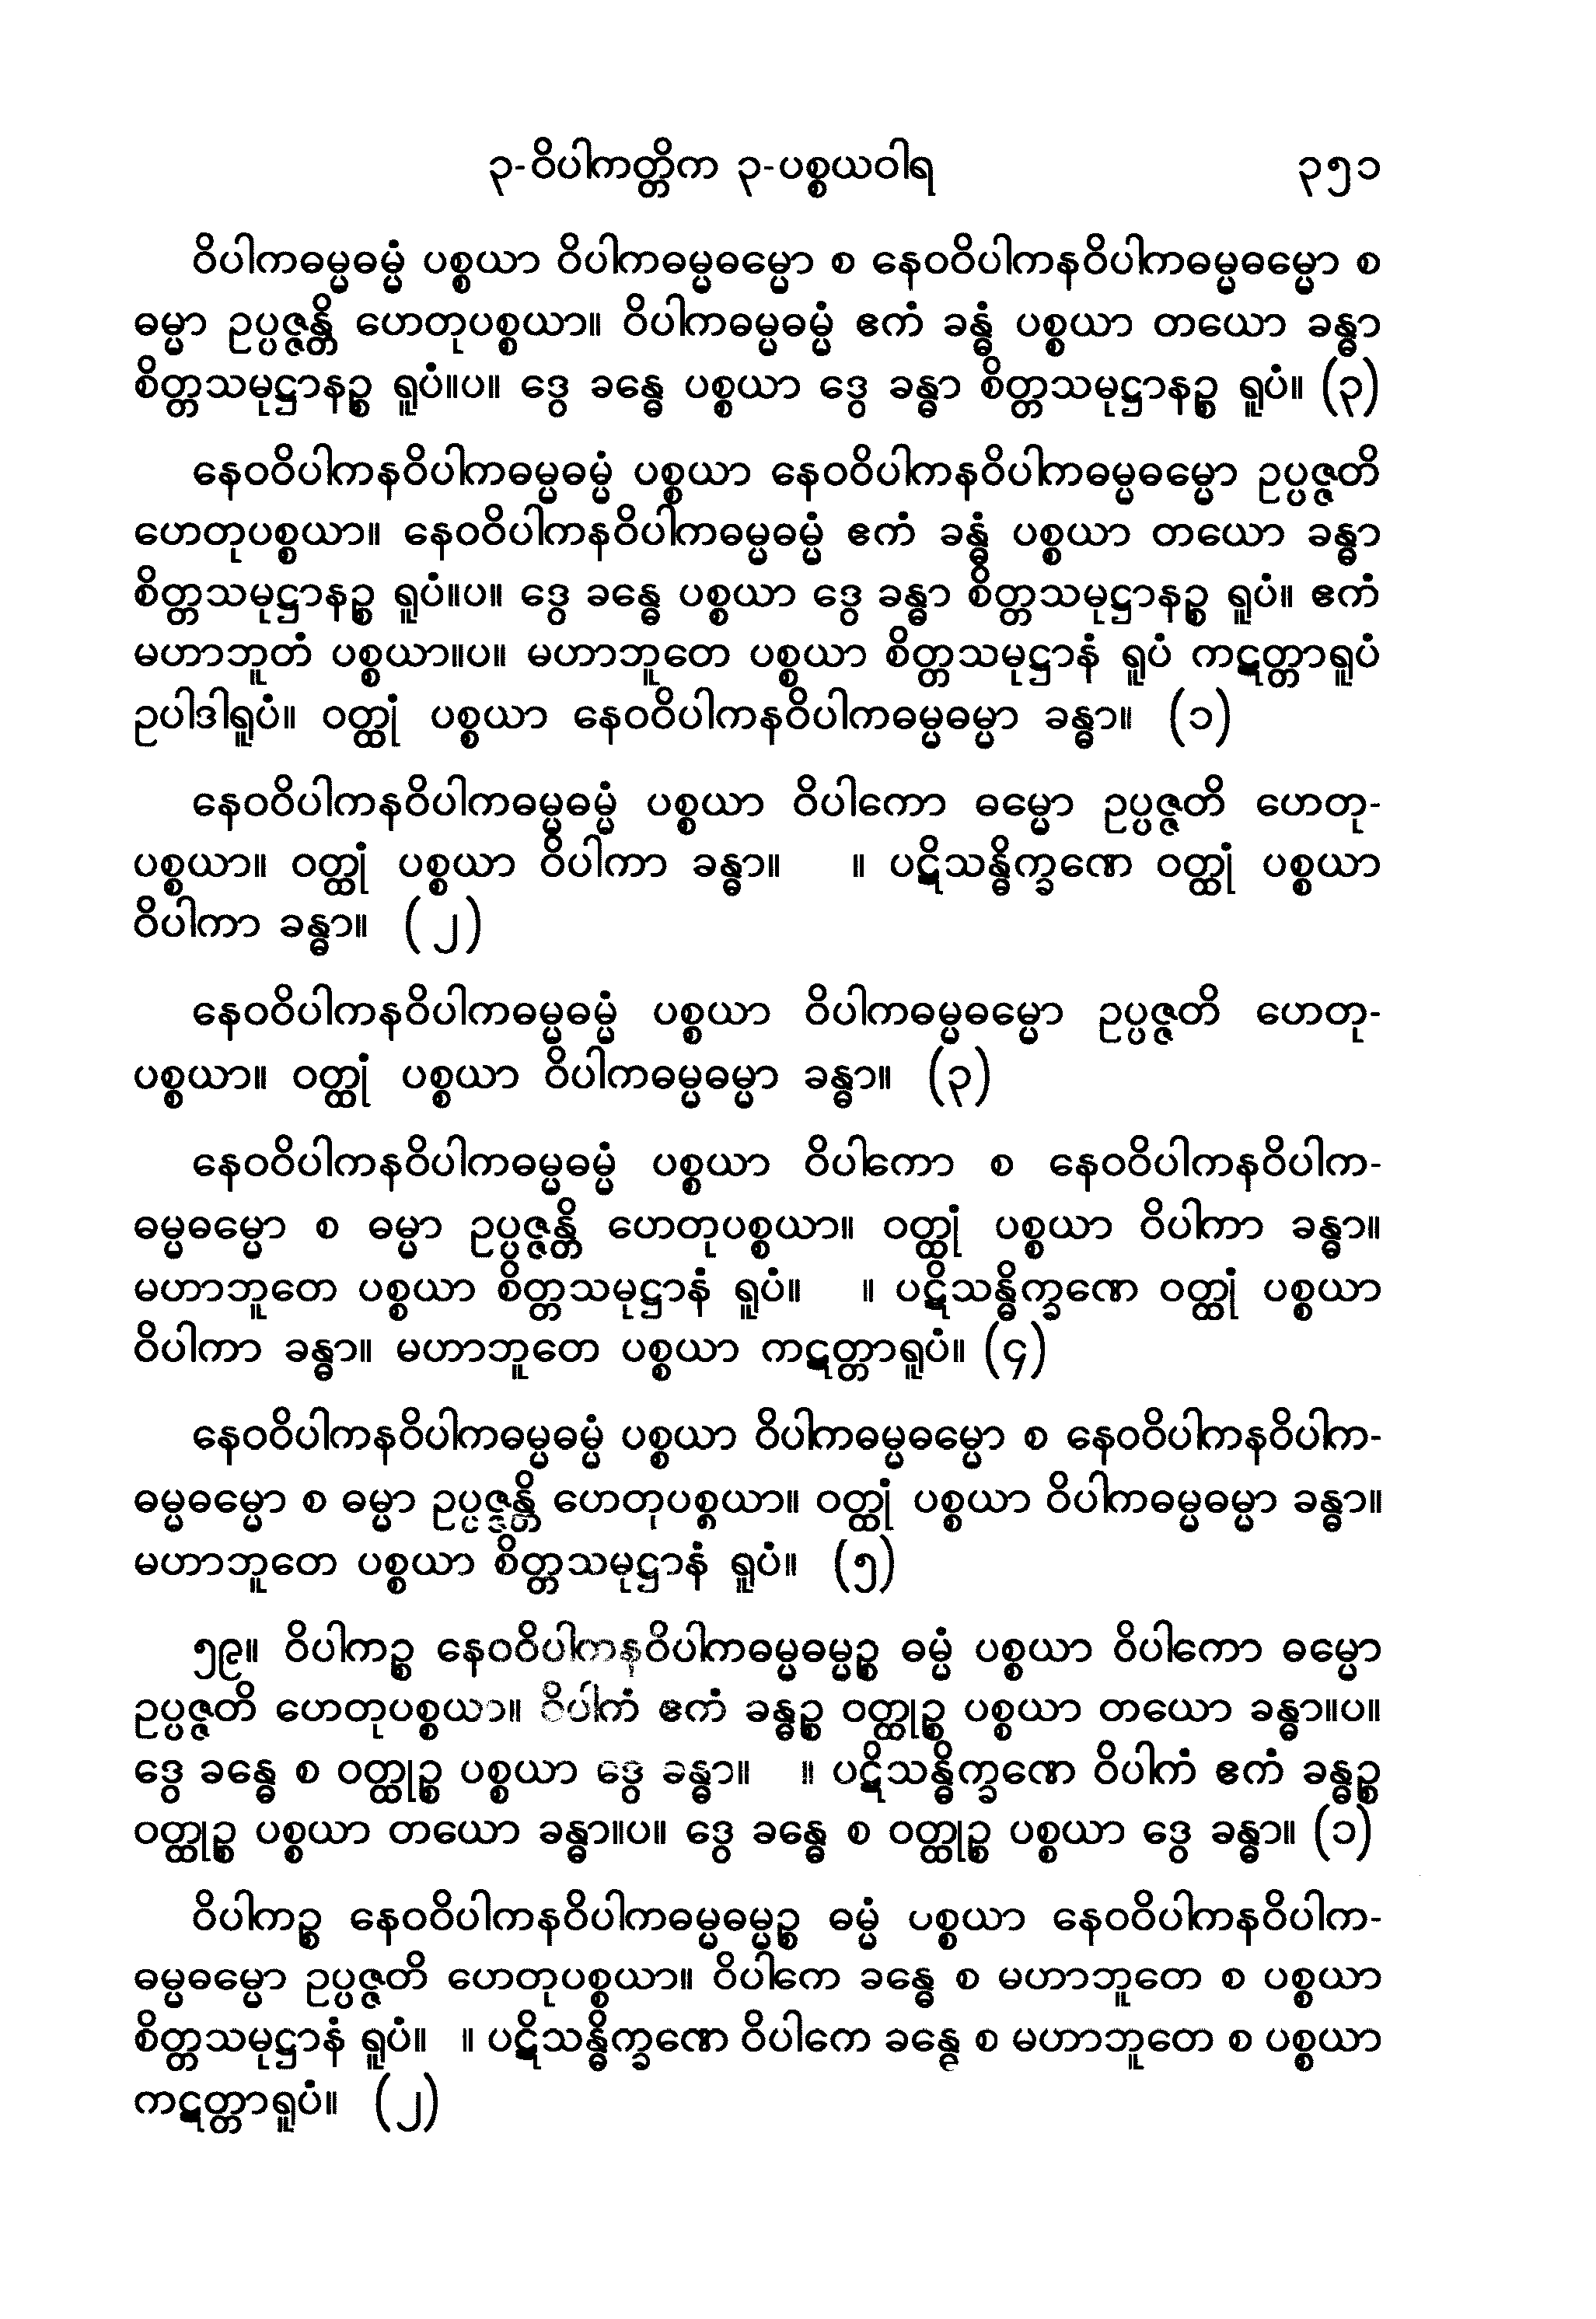 ၃-ဝိပါကတ္တိက ၃-ပစ္စယဝါရ ၃၅၁
ဝိပါကဓမ္မဓမ္မံ ပစ္စယာ ဝိပါကဓမ္မဓမ္မော စ နေဝဝိပါကနဝိပါကဓမ္မဓမ္မော စ
ဓမ္မာ ဥပ္ပဇ္ဇန္တိ ဟေတုပစ္စယာ။ ဝိပါကဓမ္မဓမ္မံ ဧကံ ခန္ဓံ ပစ္စယာ တယော ခန္ဓာ
စိတ္တသမုဋ္ဌာနဉ္စ ရူပံ။ပ။ ဒွေ ခန္ဓေ ပစ္စယာ ဒွေ ခန္ဓာ စိတ္တသမုဋ္ဌာနဉ္စ ရူပံ။ (၃)
နေဝဝိပါကနဝိပါကဓမ္မဓမ္မံ ပစ္စယာ နေဝဝိပါကနဝိပါကဓမ္မဓမ္မော ဥပ္ပဇ္ဇတိ
ဟေတုပစ္စယာ။ နေဝဝိပါကနဝိပါကဓမ္မဓမ္မံ ဧကံ ခန္ဓံ ပစ္စယာ တယော ခန္ဓာ
စိတ္တသမုဋ္ဌာနဉ္စ ရူပံ။ပ။ ဒွေ ခန္ဓေ ပစ္စယာ ဒွေ ခန္ဓာ စိတ္တသမုဋ္ဌာနဉ္စ ရူပံ။ ဧကံ
မဟာဘူတံ ပစ္စယာ။ပ။ မဟာဘူတေ ပစ္စယာ စိတ္တသမုဋ္ဌာနံ ရူပံ ကဋတ္တာရူပံ
ဥပါဒါရူပံ။ ဝတ္ထုံ ပစ္စယာ နေဝဝိပါကနဝိပါကဓမ္မဓမ္မာ ခန္ဓာ။ (၁)
နေဝဝိပါကနဝိပါကဓမ္မဓမ္မံ ပစ္စယာ ဝိပါကော ဓမ္မော ဥပ္ပဇ္ဇတိ ဟေတု-
ပစ္စယာ။ ဝတ္ထုံ ပစ္စယာ ဝိပါကာ ခန္ဓာ။ ။ ပဋိသန္ဓိက္ခဏေ ဝတ္ထုံ ပစ္စယာ
ဝိပါကာ ခန္ဓာ။ (၂)
နေဝဝိပါကနဝိပါကဓမ္မဓမ္မံ ပစ္စယာ ဝိပါကဓမ္မဓမ္မော ဥပ္ပဇ္ဇတိ ဟေတု-
ပစ္စယာ။ ဝတ္ထုံ ပစ္စယာ ဝိပါကဓမ္မဓမ္မာ ခန္ဓာ။ (၃)
နေဝဝိပါကနဝိပါကဓမ္မဓမ္မံ ပစ္စယာ ဝိပါကော စ နေဝဝိပါကနဝိပါက-
ဓမ္မဓမ္မော စ ဓမ္မာ ဥပ္ပဇ္ဇန္တိ ဟေတုပစ္စယာ။ ဝတ္ထုံ ပစ္စယာ ဝိပါကာ ခန္ဓာ။
မဟာဘူတေ ပစ္စယာ စိတ္တသမုဋ္ဌာနံ ရူပံ။ ။ ပဋိသန္ဓိက္ခဏေ ဝတ္ထုံ ပစ္စယာ
ဝိပါကာ ခန္ဓာ။ မဟာဘူတေ ပစ္စယာ ကဋတ္တာရူပံ။ (၄)
နေဝဝိပါကနဝိပါကဓမ္မဓမ္မံ ပစ္စယာ ဝိပါကဓမ္မဓမ္မော စ နေဝဝိပါကနဝိပါက-
ဓမ္မဓမ္မော စ ဓမ္မာ ဥပ္ပဇ္ဇန္တိ ဟေတုပစ္စယာ။ ဝတ္ထုံ ပစ္စယာ ဝိပါကဓမ္မဓမ္မာ ခန္ဓာ။
မဟာဘူတေ ပစ္စယာ စိတ္တသမုဋ္ဌာနံ ရူပံ။ (၅)
၅၉။ ဝိပါကဉ္စ နေဝဝိပါကနဝိပါကဓမ္မဓမ္မဉ္စ ဓမ္မံ ပစ္စယာ ဝိပါကော ဓမ္မော
ဥပ္ပဇ္ဇတိ ဟေတုပစ္စယာ။ ဝိပါကံ ဧကံ ခန္ဓဉ္စ ဝတ္ထုဉ္စ ပစ္စယာ တယော ခန္ဓာ။ပ။
ဒွေ ခန္ဓေ စ ဝတ္ထုဉ္စ ပစ္စယာ ဒွေ ခန္ဓာ။ ။ ပဋိသန္ဓိက္ခဏေ ဝိပါကံ ဧကံ ခန္ဓဉ္စ
ဝတ္ထုဉ္စ ပစ္စယာ တယော ခန္ဓာ။ပ။ ဒွေ ခန္ဓေ စ ဝတ္ထုဉ္စ ပစ္စယာ ဒွေ ခန္ဓာ။ (၁)
ဝိပါကဉ္စ နေဝဝိပါကနဝိပါကဓမ္မဓမ္မဉ္စ ဓမ္မံ ပစ္စယာ နေဝဝိပါကနဝိပါက-
ဓမ္မဓမ္မော ဥပ္ပဇ္ဇတိ ဟေတုပစ္စယာ။ ဝိပါကေ ခန္ဓေ စ မဟာဘူတေ စ ပစ္စယာ
စိတ္တသမုဋ္ဌာနံ ရူပံ။ ။ ပဋိသန္ဓိက္ခဏေ ဝိပါကေ ခန္ဓေ စ မဟာဘူတေ စ ပစ္စယာ
ကဋတ္တာရူပံ။ (၂)